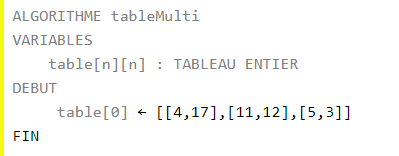 ALGORITHME tableMulti
VARIABLES
table[n][n] : TABLEAU ENTIER
DEBUT
table[0] ← [[4,17],[11,12],[5,3]]
FIN